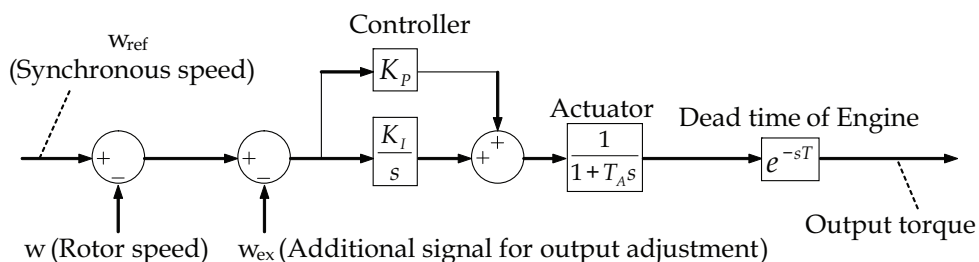 Controller
w_ref
(Synchronous speed)
K_P
Actuator
Dead time of Engine
+
−
+
−
K_I
s
+
+
1
1+T_A s
e^{-sT}
Output torque
w (Rotor speed)
w_ex (Additional signal for output adjustment)